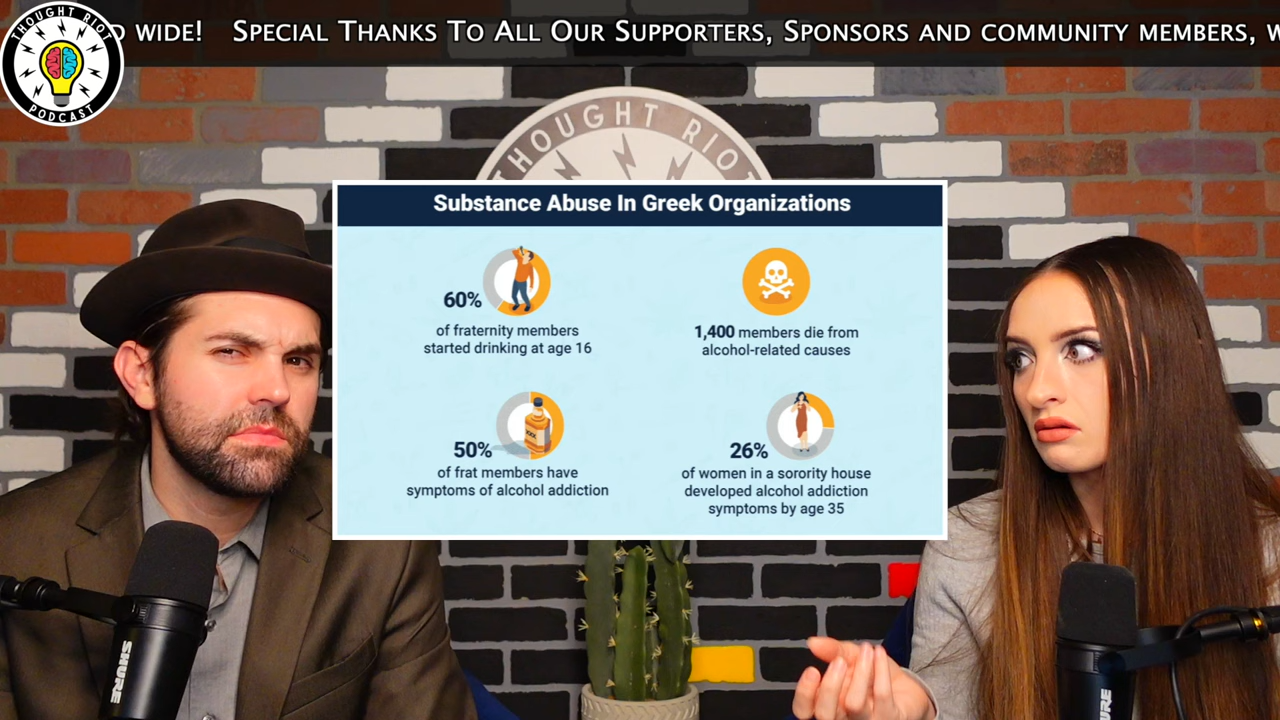 D WIDE! SPECIAL THANKS TO ALL OUR SUPPORTERS, SPONSORS AND COMMUNITY MEMBERS, W
THOUGHT RIOT
PODCAST
THOUGHT RIOT
Substance Abuse In Greek Organizations
60%
of fraternity members
started drinking at age 16
1,400 members die from
alcohol-related causes
50%
of frat members have
symptoms of alcohol addiction
26%
of women in a sorority house
developed alcohol addiction
symptoms by age 35
SHURE
SHURE